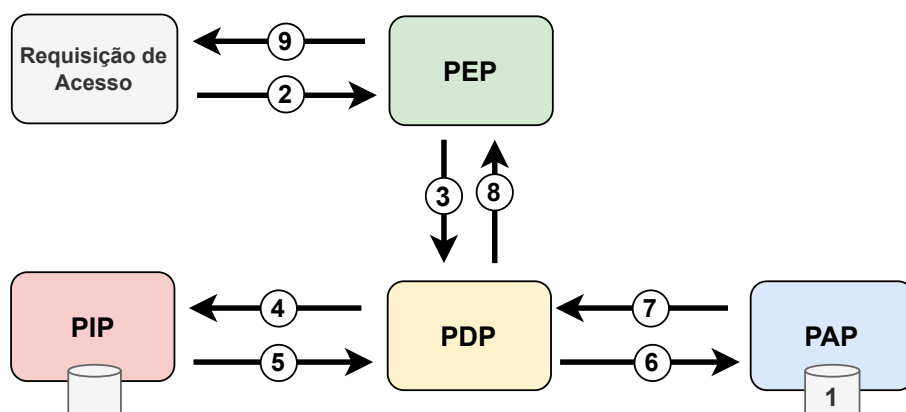 Requisição de
Acesso
9
2
PEP
3
8
PIP
4
5
PDP
7
6
PAP
1